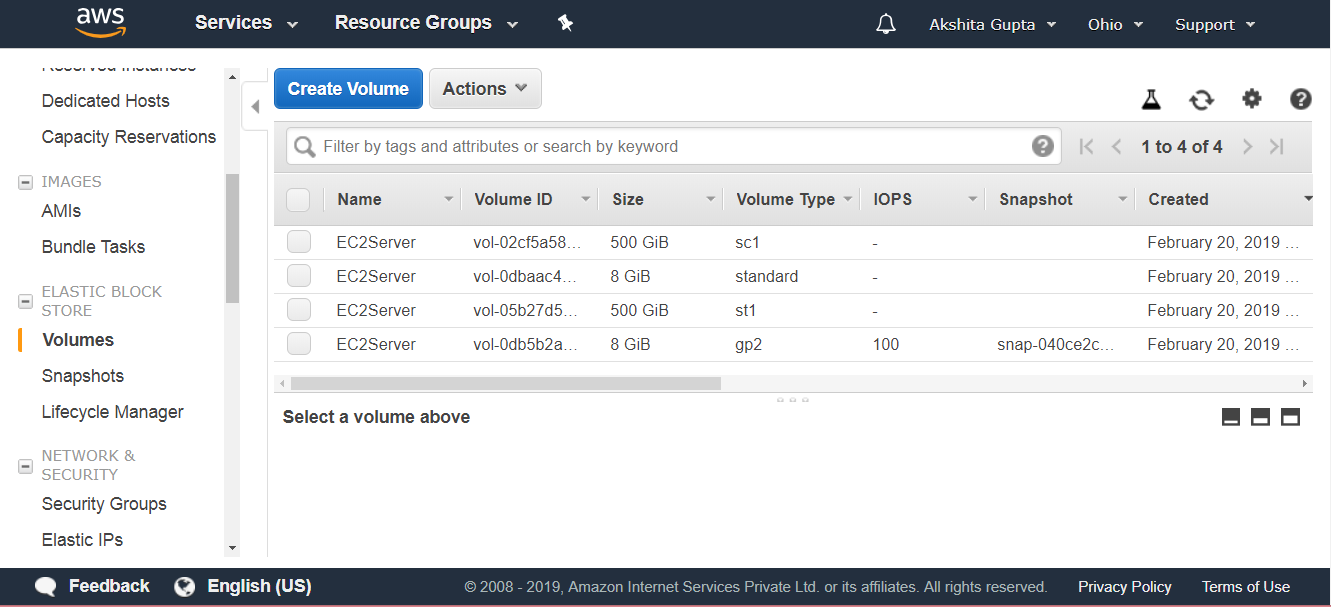 aws
Services
Resource Groups
Akshita Gupta
Ohio
Support
Reserved Instances
Dedicated Hosts
Capacity Reservations
IMAGES
AMIs
Bundle Tasks
ELASTIC BLOCK
STORE
Volumes
Snapshots
Lifecycle Manager
NETWORK &
SECURITY
Security Groups
Elastic IPs
Create Volume
Actions
Filter by tags and attributes or search by keyword
1 to 4 of 4
Name Volume ID Size Volume Type IOPS Snapshot Created
EC2Server vol-02cf5a58... 500 GiB sc1 - February 20, 2019 ...
EC2Server vol-0dbaac4... 8 GiB standard - February 20, 2019 ...
EC2Server vol-05b27d5... 500 GiB st1 - February 20, 2019 ...
EC2Server vol-0db5b2a... 8 GiB gp2 100 snap-040ce2c... February 20, 2019 ...
Select a volume above
Feedback
English (US)
© 2008 - 2019, Amazon Internet Services Private Ltd. or its affiliates. All rights reserved.
Privacy Policy
Terms of Use